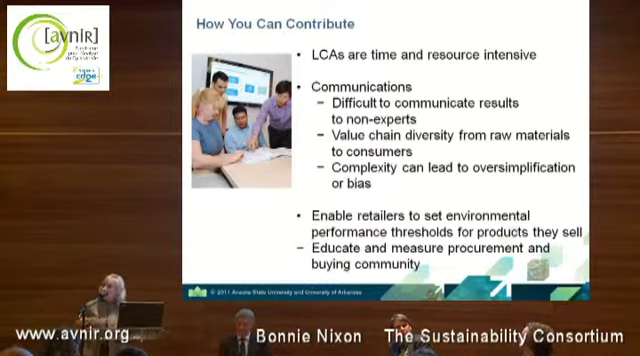 [avniR]
How You Can Contribute
• LCAs are time and resource intensive
• Communications
– Difficult to communicate results
to non-experts
– Value chain diversity from raw materials
to consumers
– Complexity can lead to oversimplification
or bias
• Enable retailers to set environmental
performance thresholds for products they sell
– Educate and measure procurement and
buying community
© 2011 Arizona State University and University of Arkansas
www.avnir.org
Bonnie Nixon The Sustainability Consortium